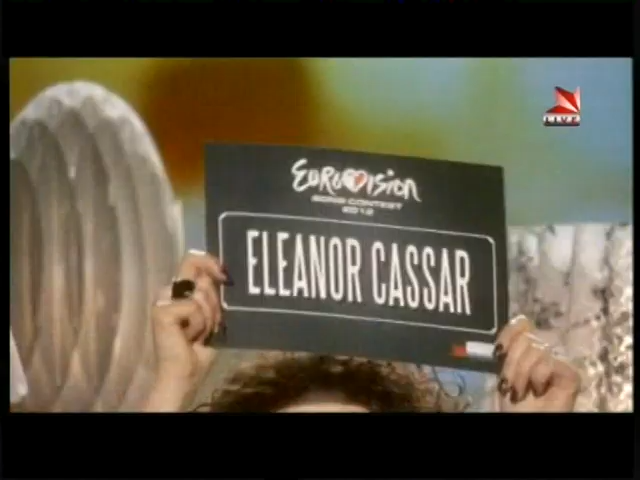 LIVE
EUROVISION
SONG CONTEST
2012
ELEANOR CASSAR